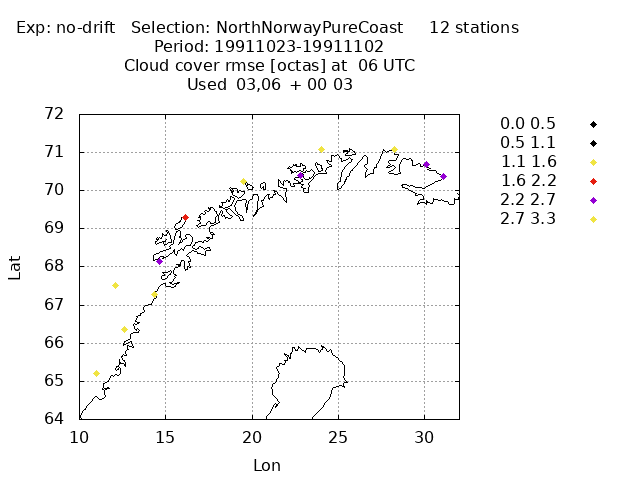 Exp: no-drift   Selection: NorthNorwayPureCoast     12 stations
Period: 19911023-19911102
Cloud cover rmse [octas] at  06 UTC
Used  03,06  + 00 03
72
71
70
69
68
67
66
65
64
Lat
10 15 20 25 30
Lon
0.0 0.5
0.5 1.1
1.1 1.6
1.6 2.2
2.2 2.7
2.7 3.3